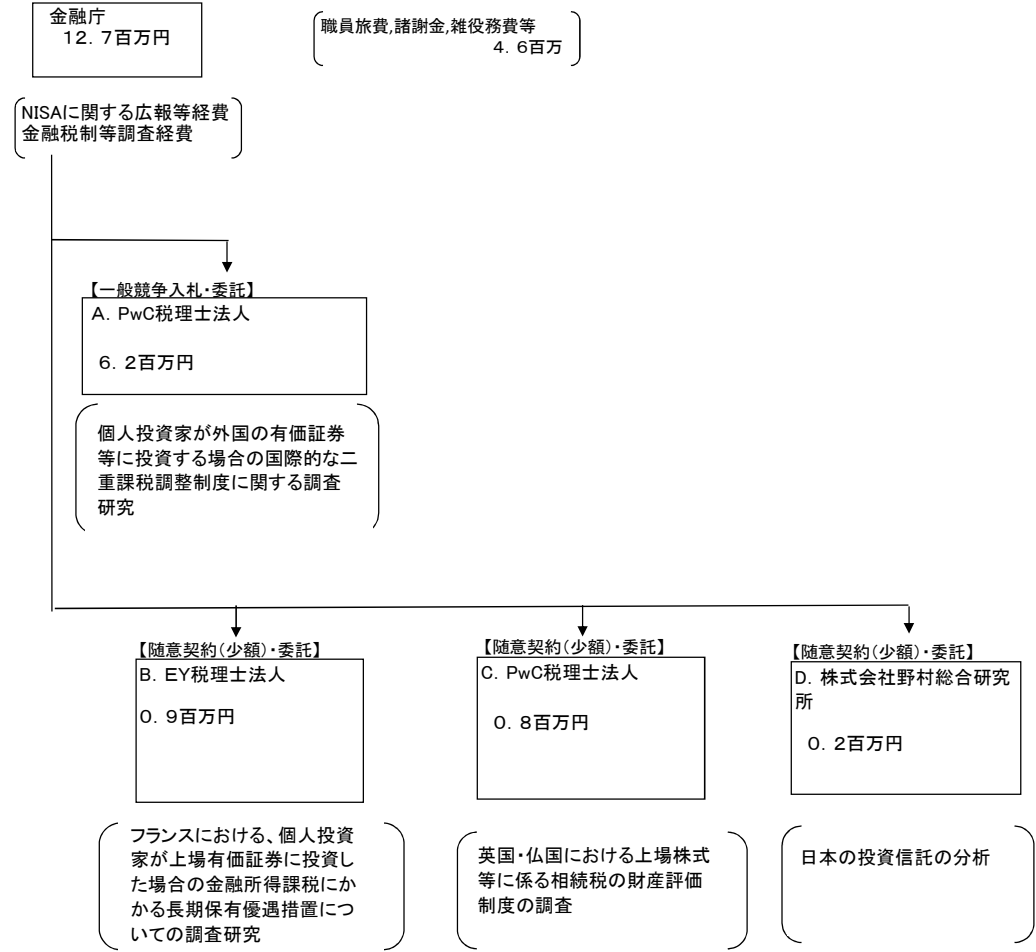 金融庁
12．7百万円
職員旅費,諸謝金,雑役務費等
4．6百万
NISAに関する広報等経費
金融税制等調査経費
【一般競争入札・委託】
A．PwC税理士法人
6．2百万円
個人投資家が外国の有価証券
等に投資する場合の国際的な二
重課税調整制度に関する調査
研究
【随意契約(少額)・委託】
B．EY税理士法人
0．9百万円
フランスにおける、個人投資
家が上場有価証券に投資し
た場合の金融所得課税にか
かる長期保有優遇措置につ
いての調査研究
【随意契約(少額)・委託】
C．PwC税理士法人
0．8百万円
英国・仏国における上場株式
等に係る相続税の財産評価
制度の調査
【随意契約(少額)・委託】
D．株式会社野村総合研究
所
0．2百万円
日本の投資信託の分析